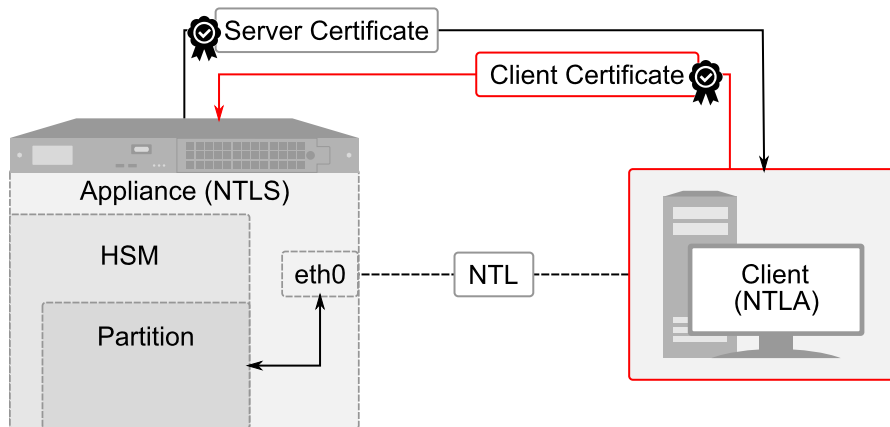 Server Certificate
Client Certificate
Appliance (NTLS)
HSM
eth0
NTL
Client
(NTLA)
Partition